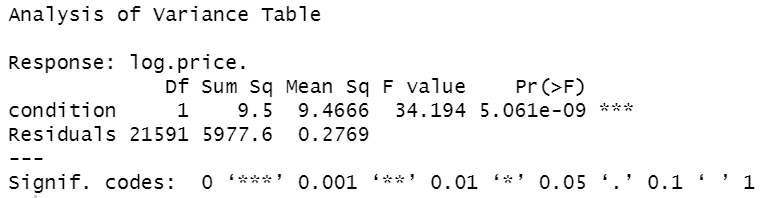 Analysis of Variance Table
Response: log.price.
Df Sum Sq Mean Sq F value Pr(>F)
condition 1 9.5 9.4666 34.194 5.061e-09 ***
Residuals 21591 5977.6 0.2769
---
Signif. codes: 0 ‘***’ 0.001 ‘**’ 0.01 ‘*’ 0.05 ‘.’ 0.1 ‘ ’ 1